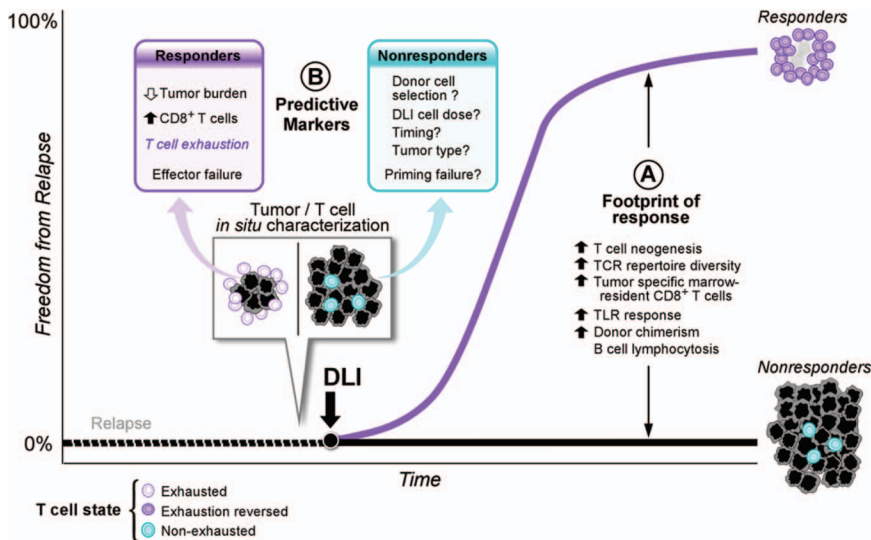 100%
Responders
Responders
Tumor burden
CD8+ T cells
T cell exhaustion
Effector failure
B
Predictive
Markers
Nonresponders
Donor cell
selection ?
DLI cell dose?
Timing?
Tumor type?
Priming failure?
Tumor / T cell
in situ characterization
A
Footprint of
response
T cell neogenesis
TCR repertoire diversity
Tumor specific marrow-
resident CD8+ T cells
TLR response
Donor chimerism
B cell lymphocytosis
Nonresponders
Freedom from Relapse
DLI
Relapse
0%
Time
T cell state
Exhausted
Exhaustion reversed
Non-exhausted